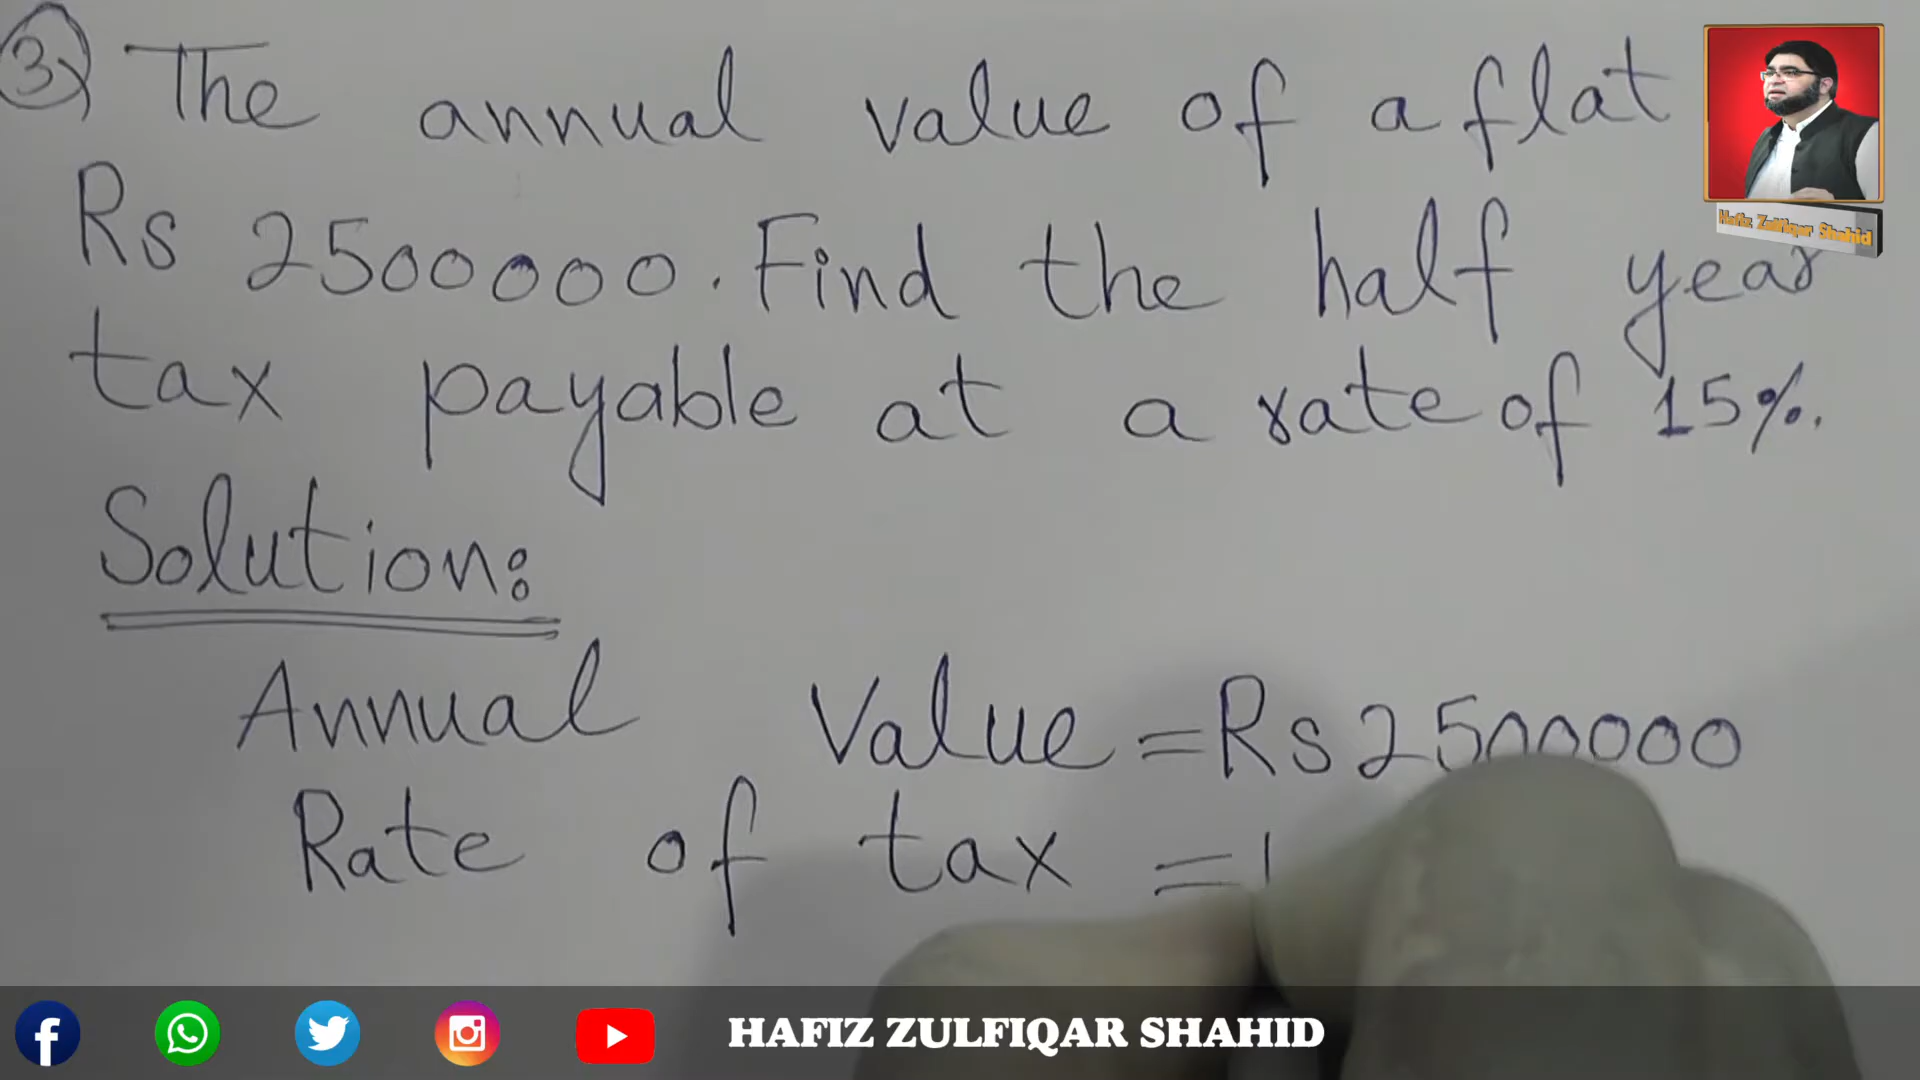 3) The annual value of a flat
Rs 2500000. Find the half year
tax payable at a rate of 15%.
Solution:
Annual Value = Rs 2500000
Rate of tax = 1
Hafiz Zulfiqar Shahid
HAFIZ ZULFIQAR SHAHID